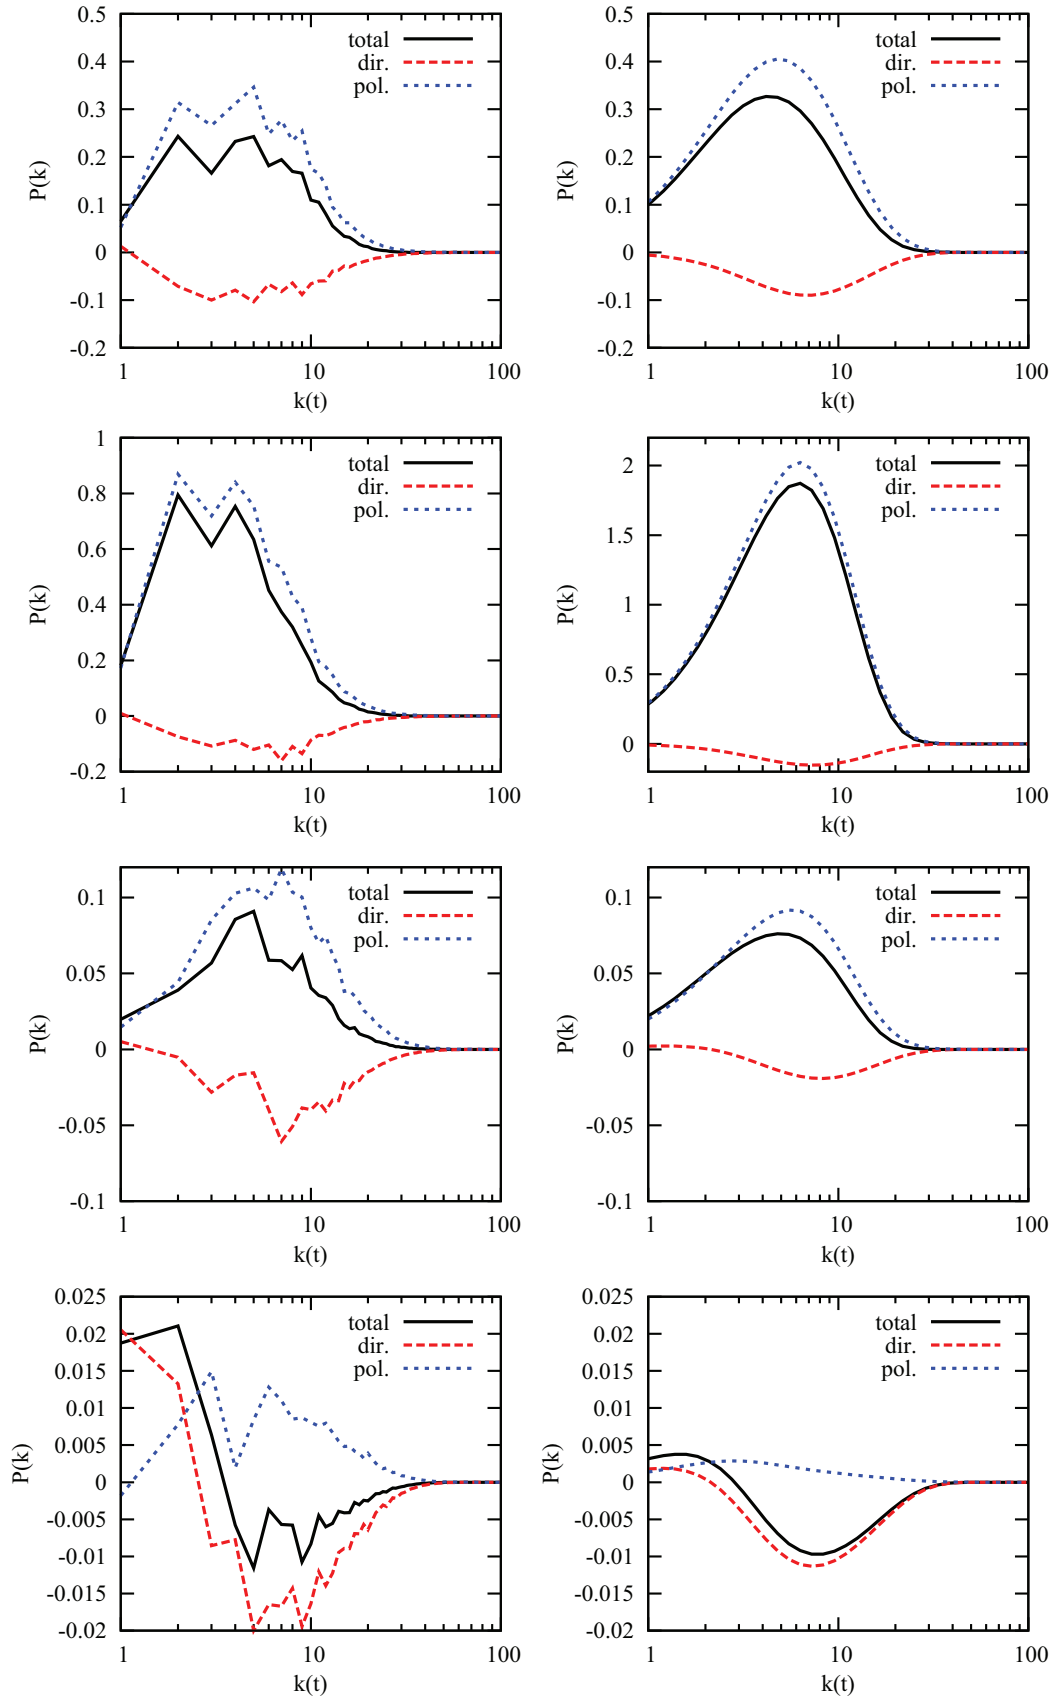 0.5
0.4
0.3
0.2
0.1
0
-0.1
-0.2
P(k)
total
dir.
pol.
1 10 100
k(t)
0.5
0.4
0.3
0.2
0.1
0
-0.1
-0.2
P(k)
total
dir.
pol.
1 10 100
k(t)
1
0.8
0.6
0.4
0.2
0
-0.2
P(k)
total
dir.
pol.
1 10 100
k(t)
2
1.5
1
0.5
0
P(k)
total
dir.
pol.
1 10 100
k(t)
0.1
0.05
0
-0.05
-0.1
P(k)
total
dir.
pol.
1 10 100
k(t)
0.1
0.05
0
-0.05
-0.1
P(k)
total
dir.
pol.
1 10 100
k(t)
0.025
0.02
0.015
0.01
0.005
0
-0.005
-0.01
-0.015
-0.02
P(k)
total
dir.
pol.
1 10 100
k(t)
0.025
0.02
0.015
0.01
0.005
0
-0.005
-0.01
-0.015
-0.02
P(k)
total
dir.
pol.
1 10 100
k(t)